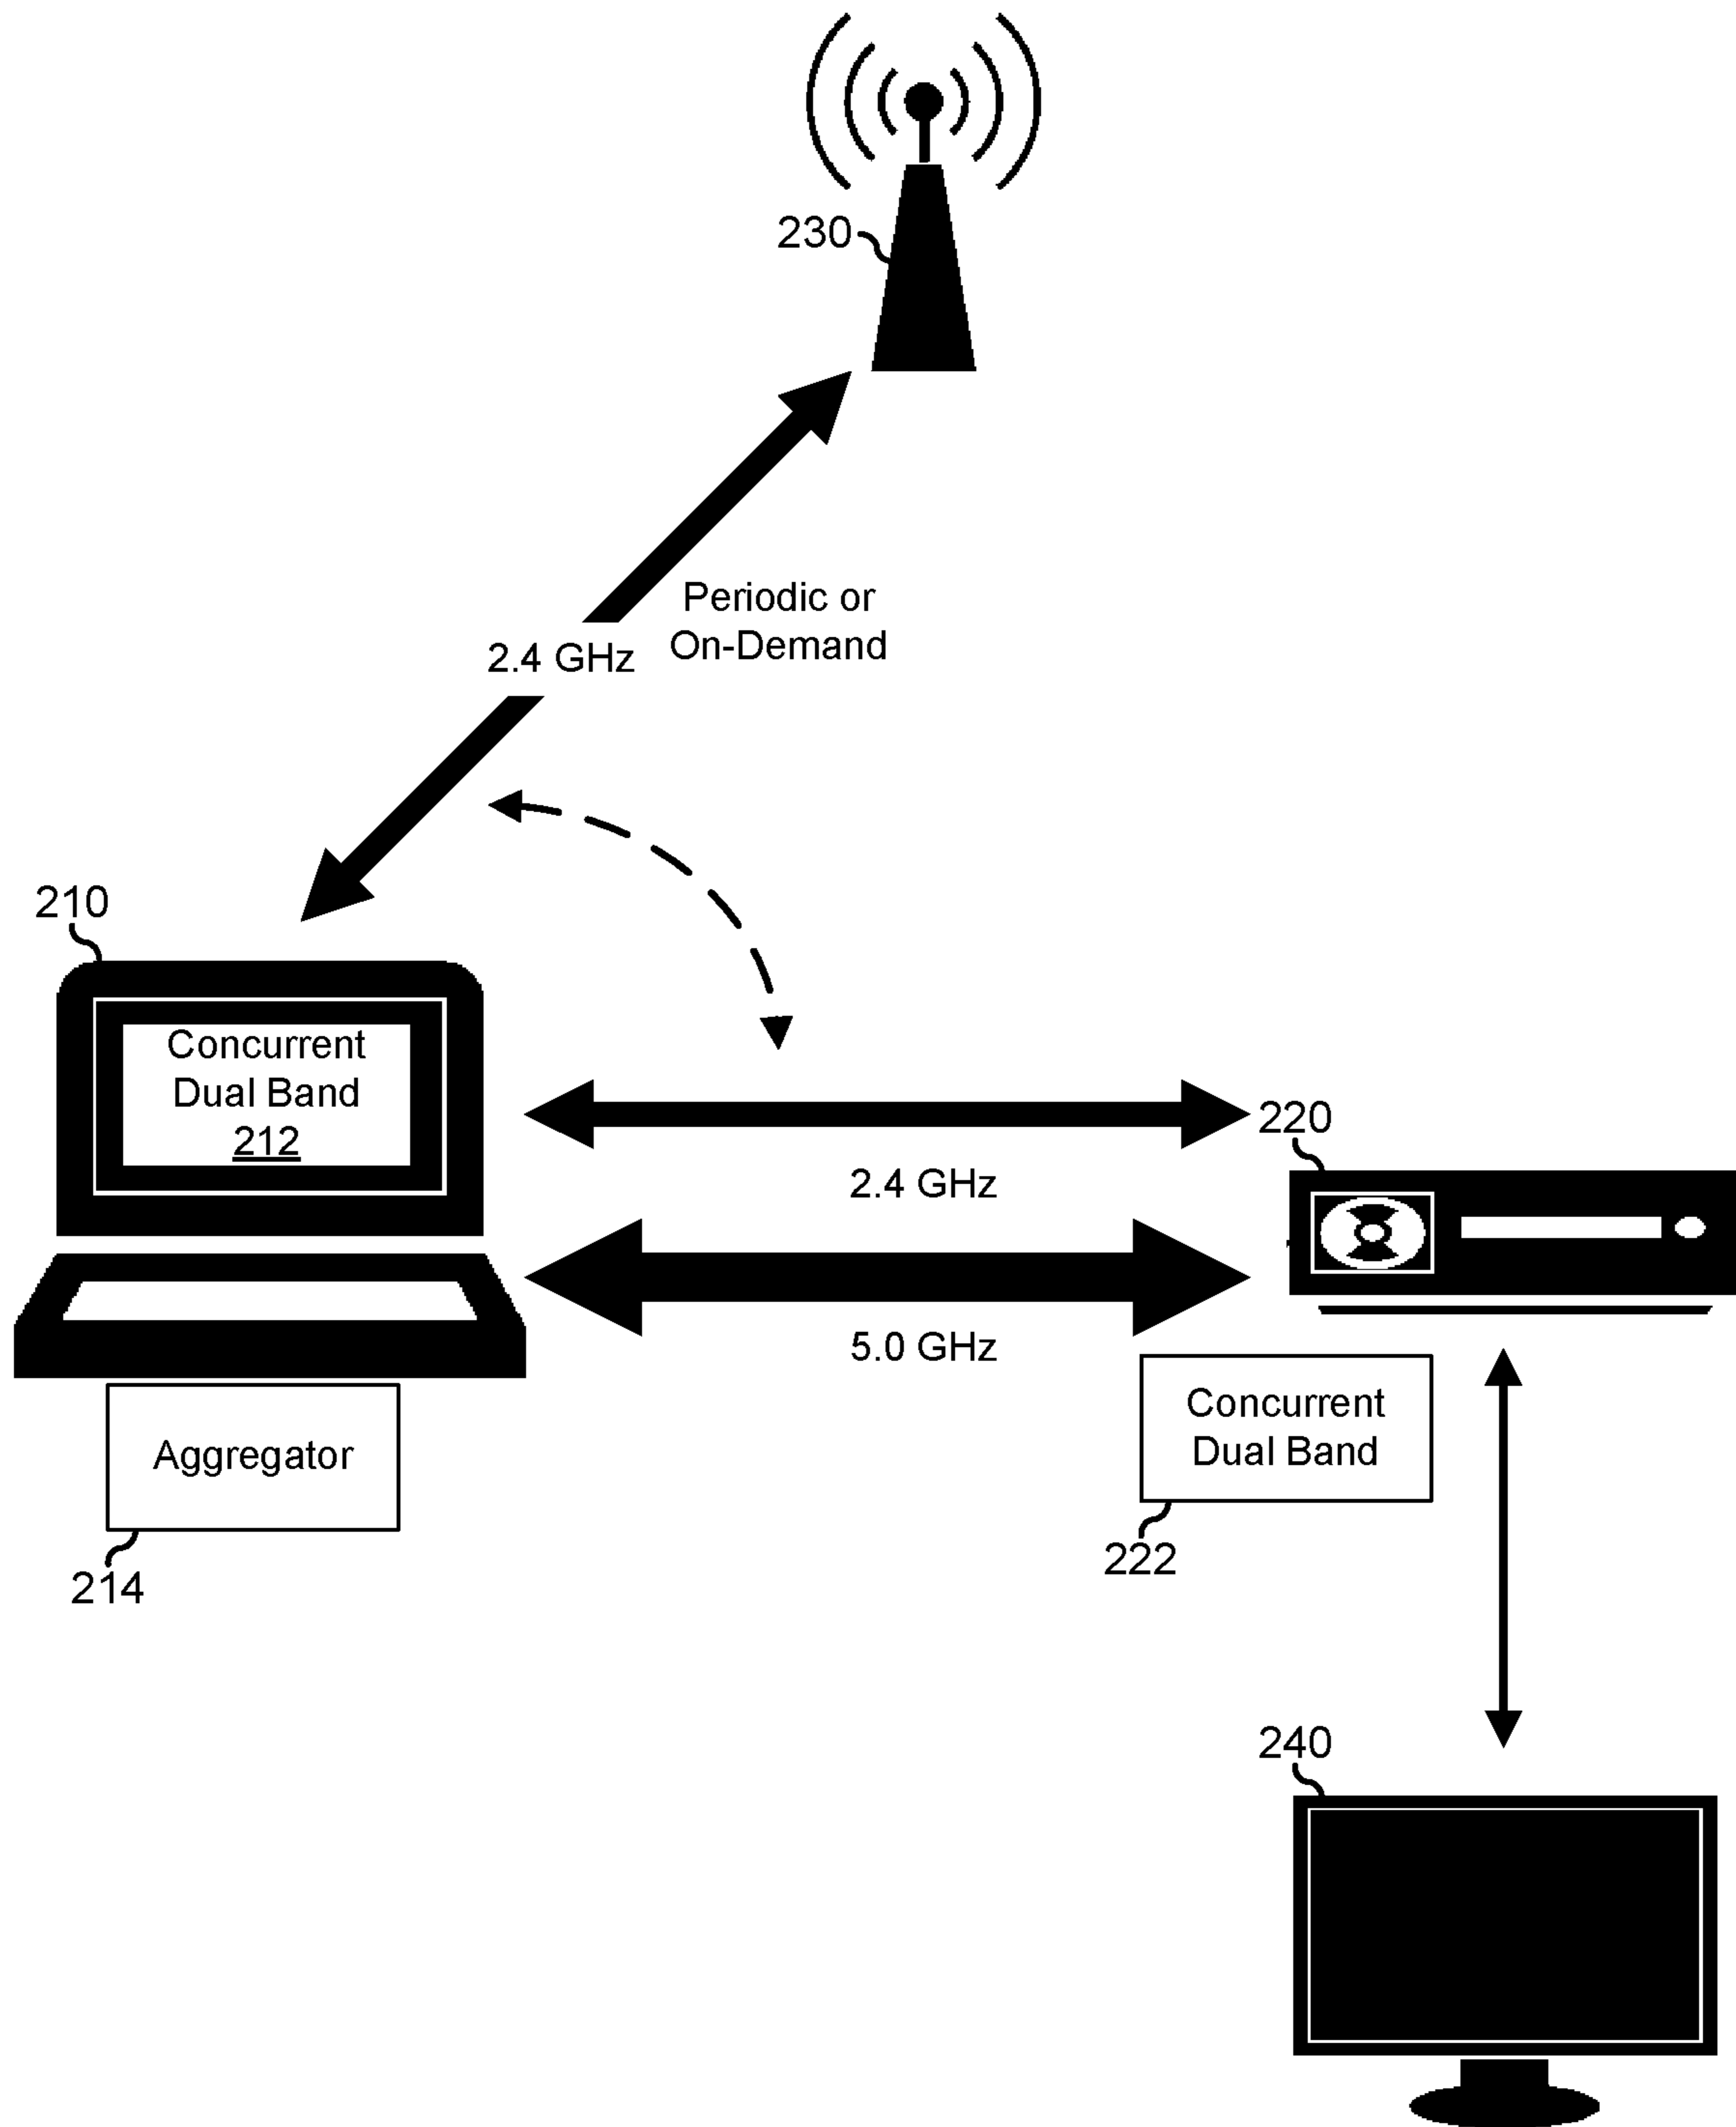 230
Periodic or
On-Demand
2.4 GHz
210
Concurrent
Dual Band
212
220
2.4 GHz
5.0 GHz
Concurrent
Dual Band
Aggregator
222
214
240